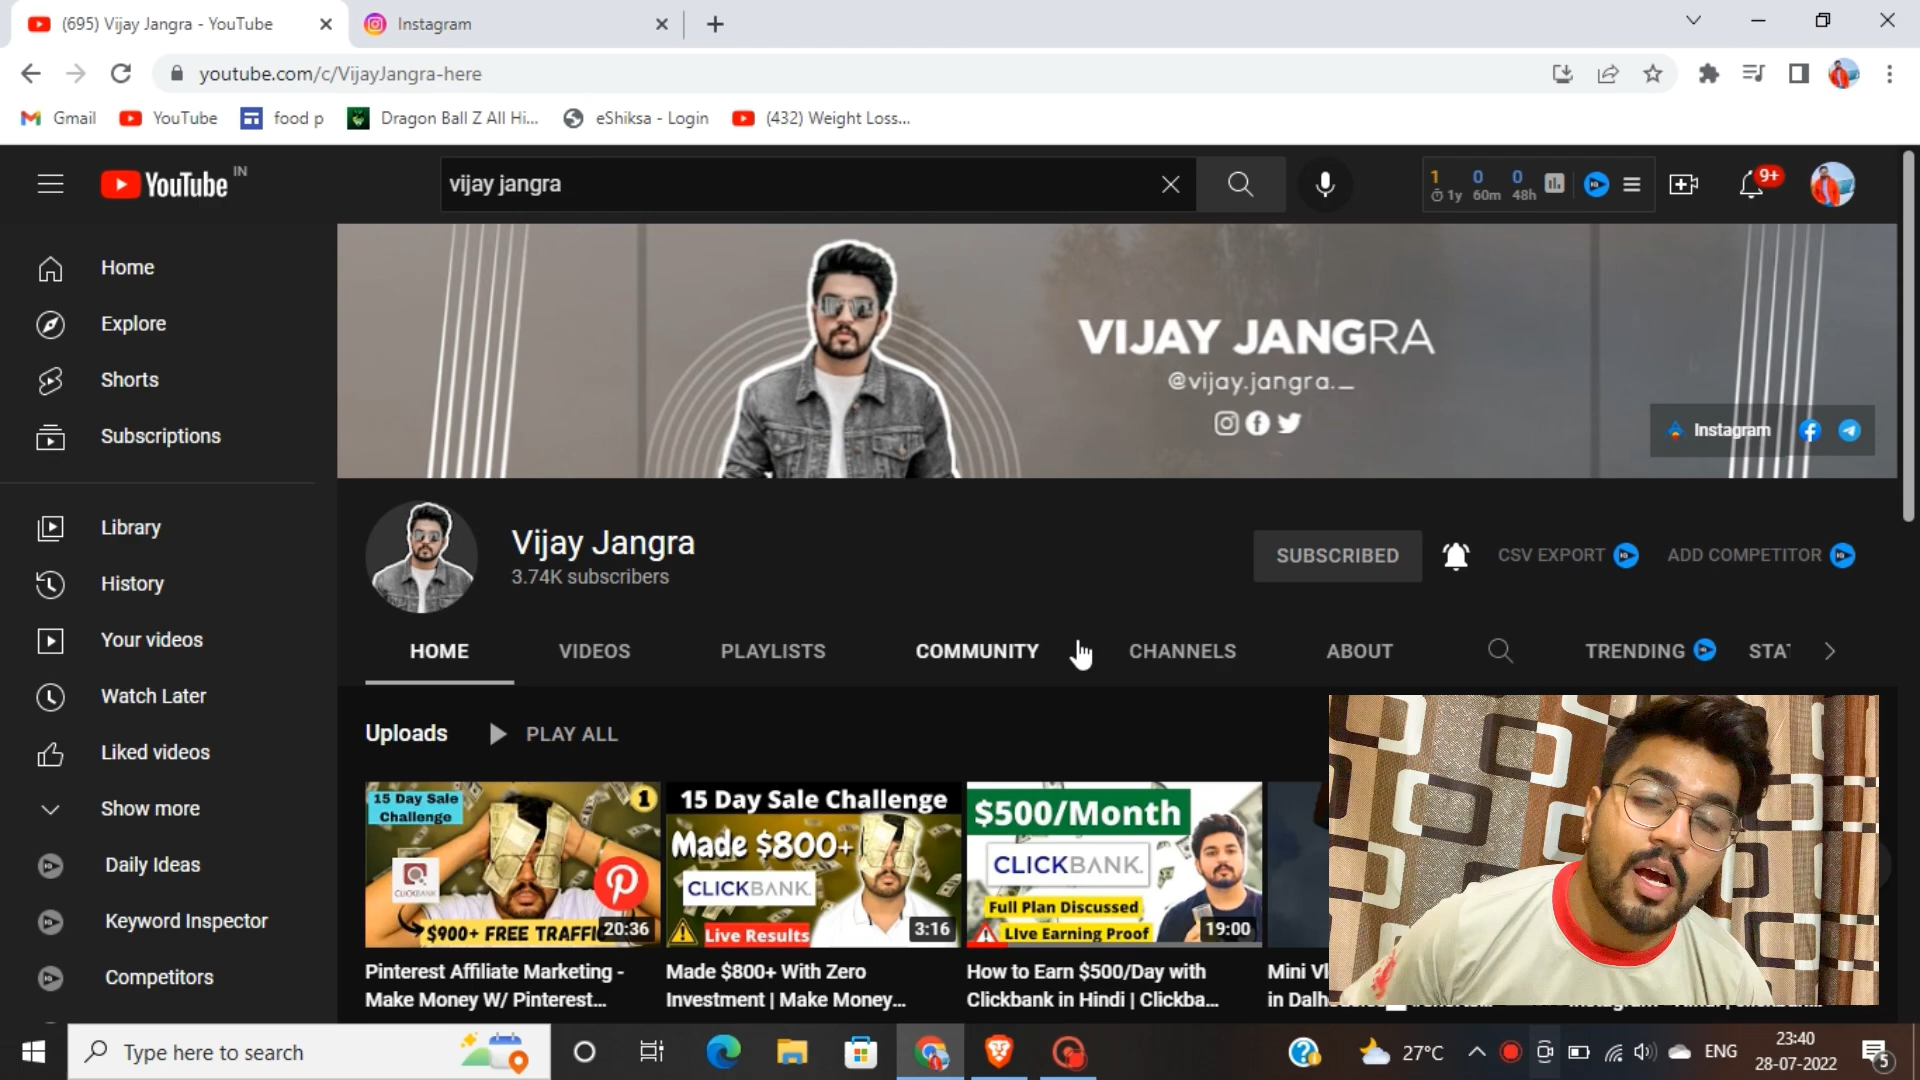 (695) Vijay Jangra - YouTube
Instagram
youtube.com/c/VijayJangra-here
Gmail
YouTube
food p
Dragon Ball Z All Hi...
eShiksa - Login
(432) Weight Loss...
YouTube IN
vijay jangra
1 0 0
1y 60m 48h
9+
Home
Explore
Shorts
Subscriptions
Library
History
Your videos
Watch Later
Liked videos
Show more
Daily Ideas
Keyword Inspector
Competitors
VIJAY JANGRA
@vijay.jangra._
Instagram
Vijay Jangra
3.74K subscribers
SUBSCRIBED
CSV EXPORT
ADD COMPETITOR
HOME
VIDEOS
PLAYLISTS
COMMUNITY
CHANNELS
ABOUT
TRENDING
STAT
Uploads
PLAY ALL
15 Day Sale
Challenge
1
CLICKBANK
$900+ FREE TRAFFI
20:36
Pinterest Affiliate Marketing -
Make Money W/ Pinterest...
15 Day Sale Challenge
Made $800+
CLICKBANK.
Live Results
3:16
Made $800+ With Zero
Investment | Make Money...
$500/Month
CLICKBANK.
Full Plan Discussed
Live Earning Proof
19:00
How to Earn $500/Day with
Clickbank in Hindi | Clickba...
Mini Vl
in Dalh
Type here to search
27°C
ENG
23:40
28-07-2022
5